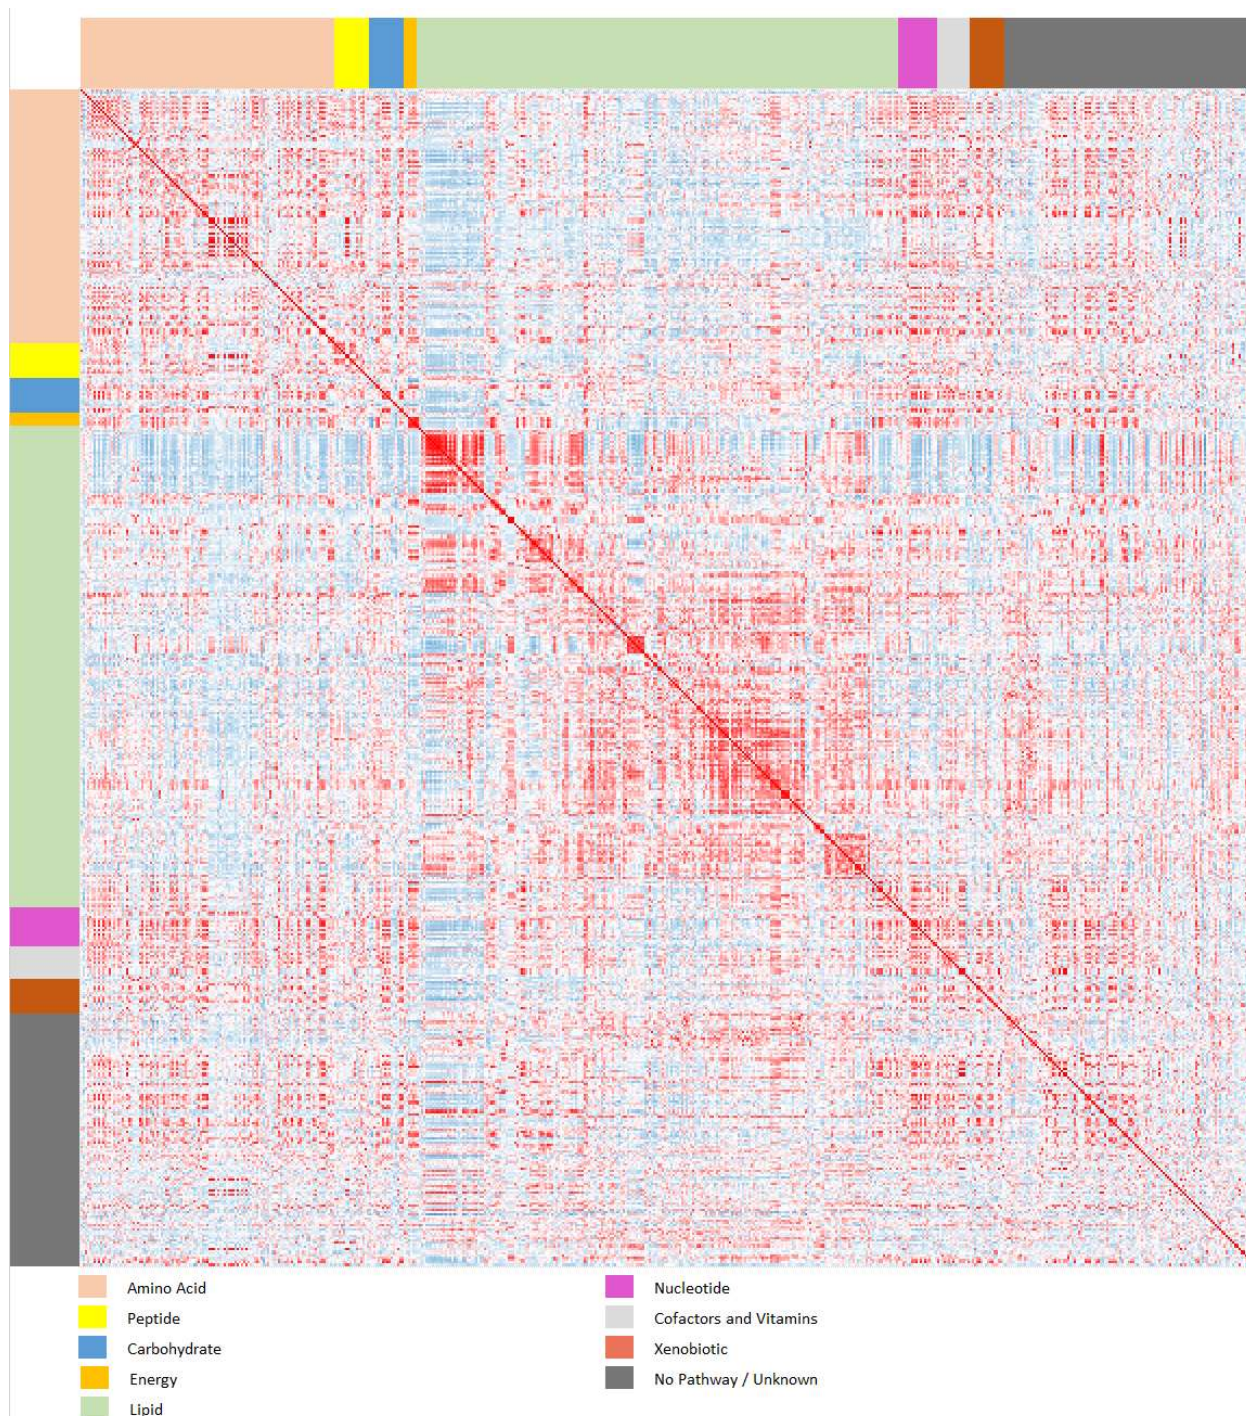 Amino Acid
Peptide
Carbohydrate
Energy
Lipid
Nucleotide
Cofactors and Vitamins
Xenobiotic
No Pathway / Unknown